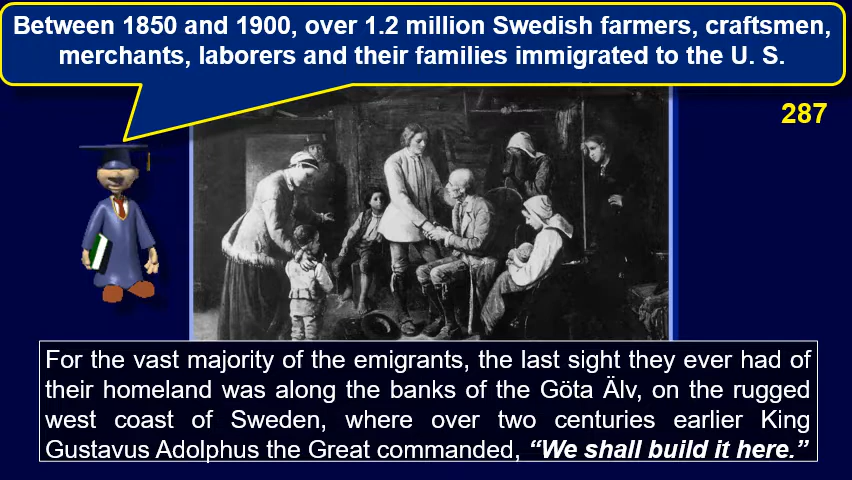 Between 1850 and 1900, over 1.2 million Swedish farmers, craftsmen,
merchants, laborers and their families immigrated to the U. S.
287
For the vast majority of the emigrants, the last sight they ever had of
their homeland was along the banks of the Göta Älv, on the rugged
west coast of Sweden, where over two centuries earlier King
Gustavus Adolphus the Great commanded, “We shall build it here.”